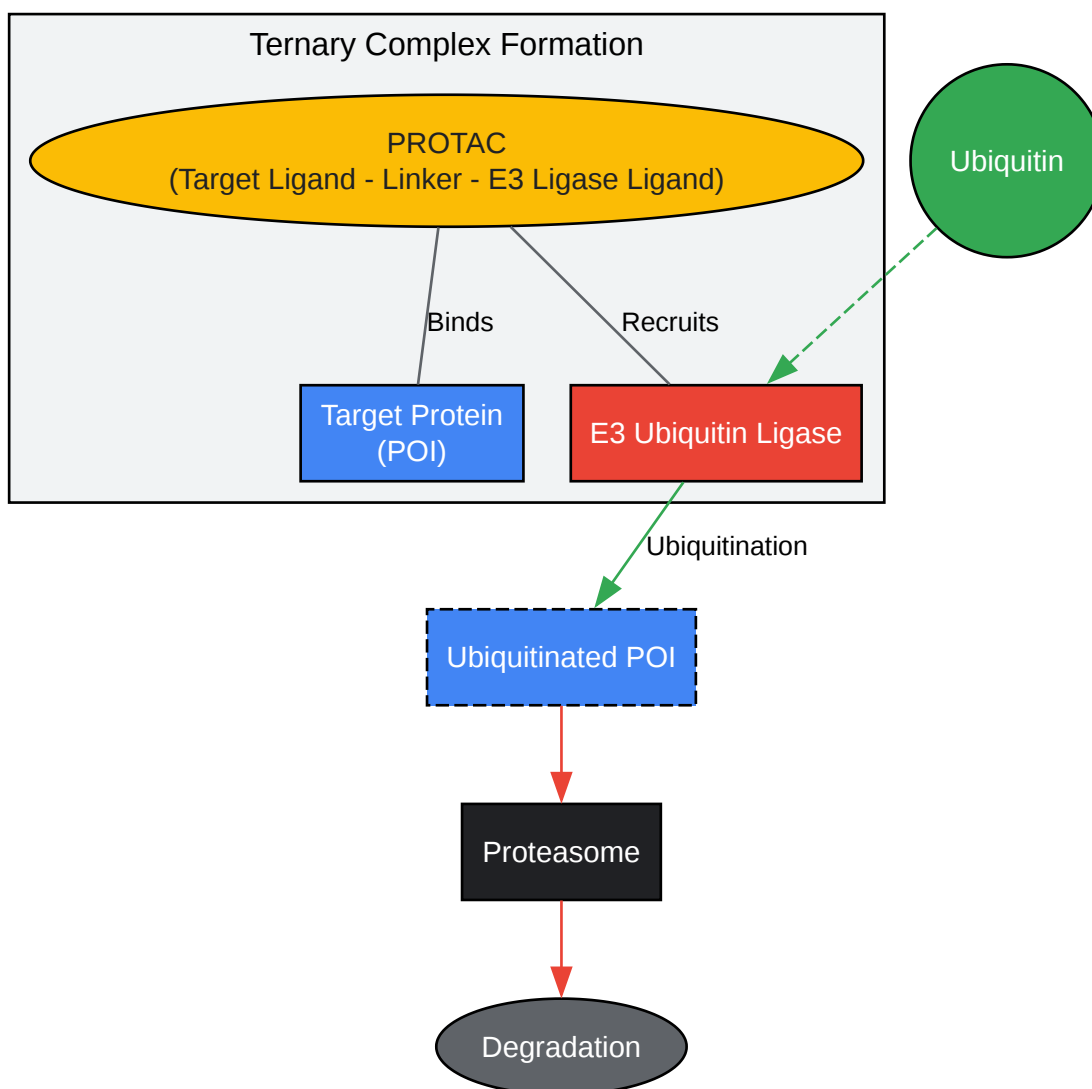 Ternary Complex Formation
PROTAC
(Target Ligand - Linker - E3 Ligase Ligand)
Ubiquitin
Binds
Recruits
Target Protein
(POI)
E3 Ubiquitin Ligase
Ubiquitination
Ubiquitinated POI
Proteasome
Degradation